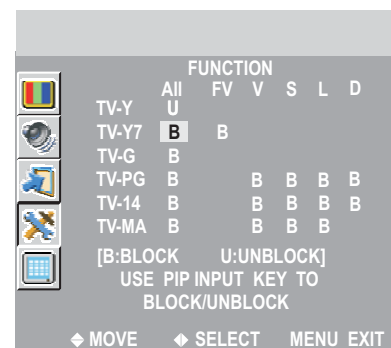 FUNCTION
All FV V S L D
TV-Y U
TV-Y7 B B
TV-G B
TV-PG B B B B B
TV-14 B B B B B
TV-MA B B B B
[B:BLOCK U:UNBLOCK]
USE PIP INPUT KEY TO
BLOCK/UNBLOCK
MOVE SELECT MENU EXIT